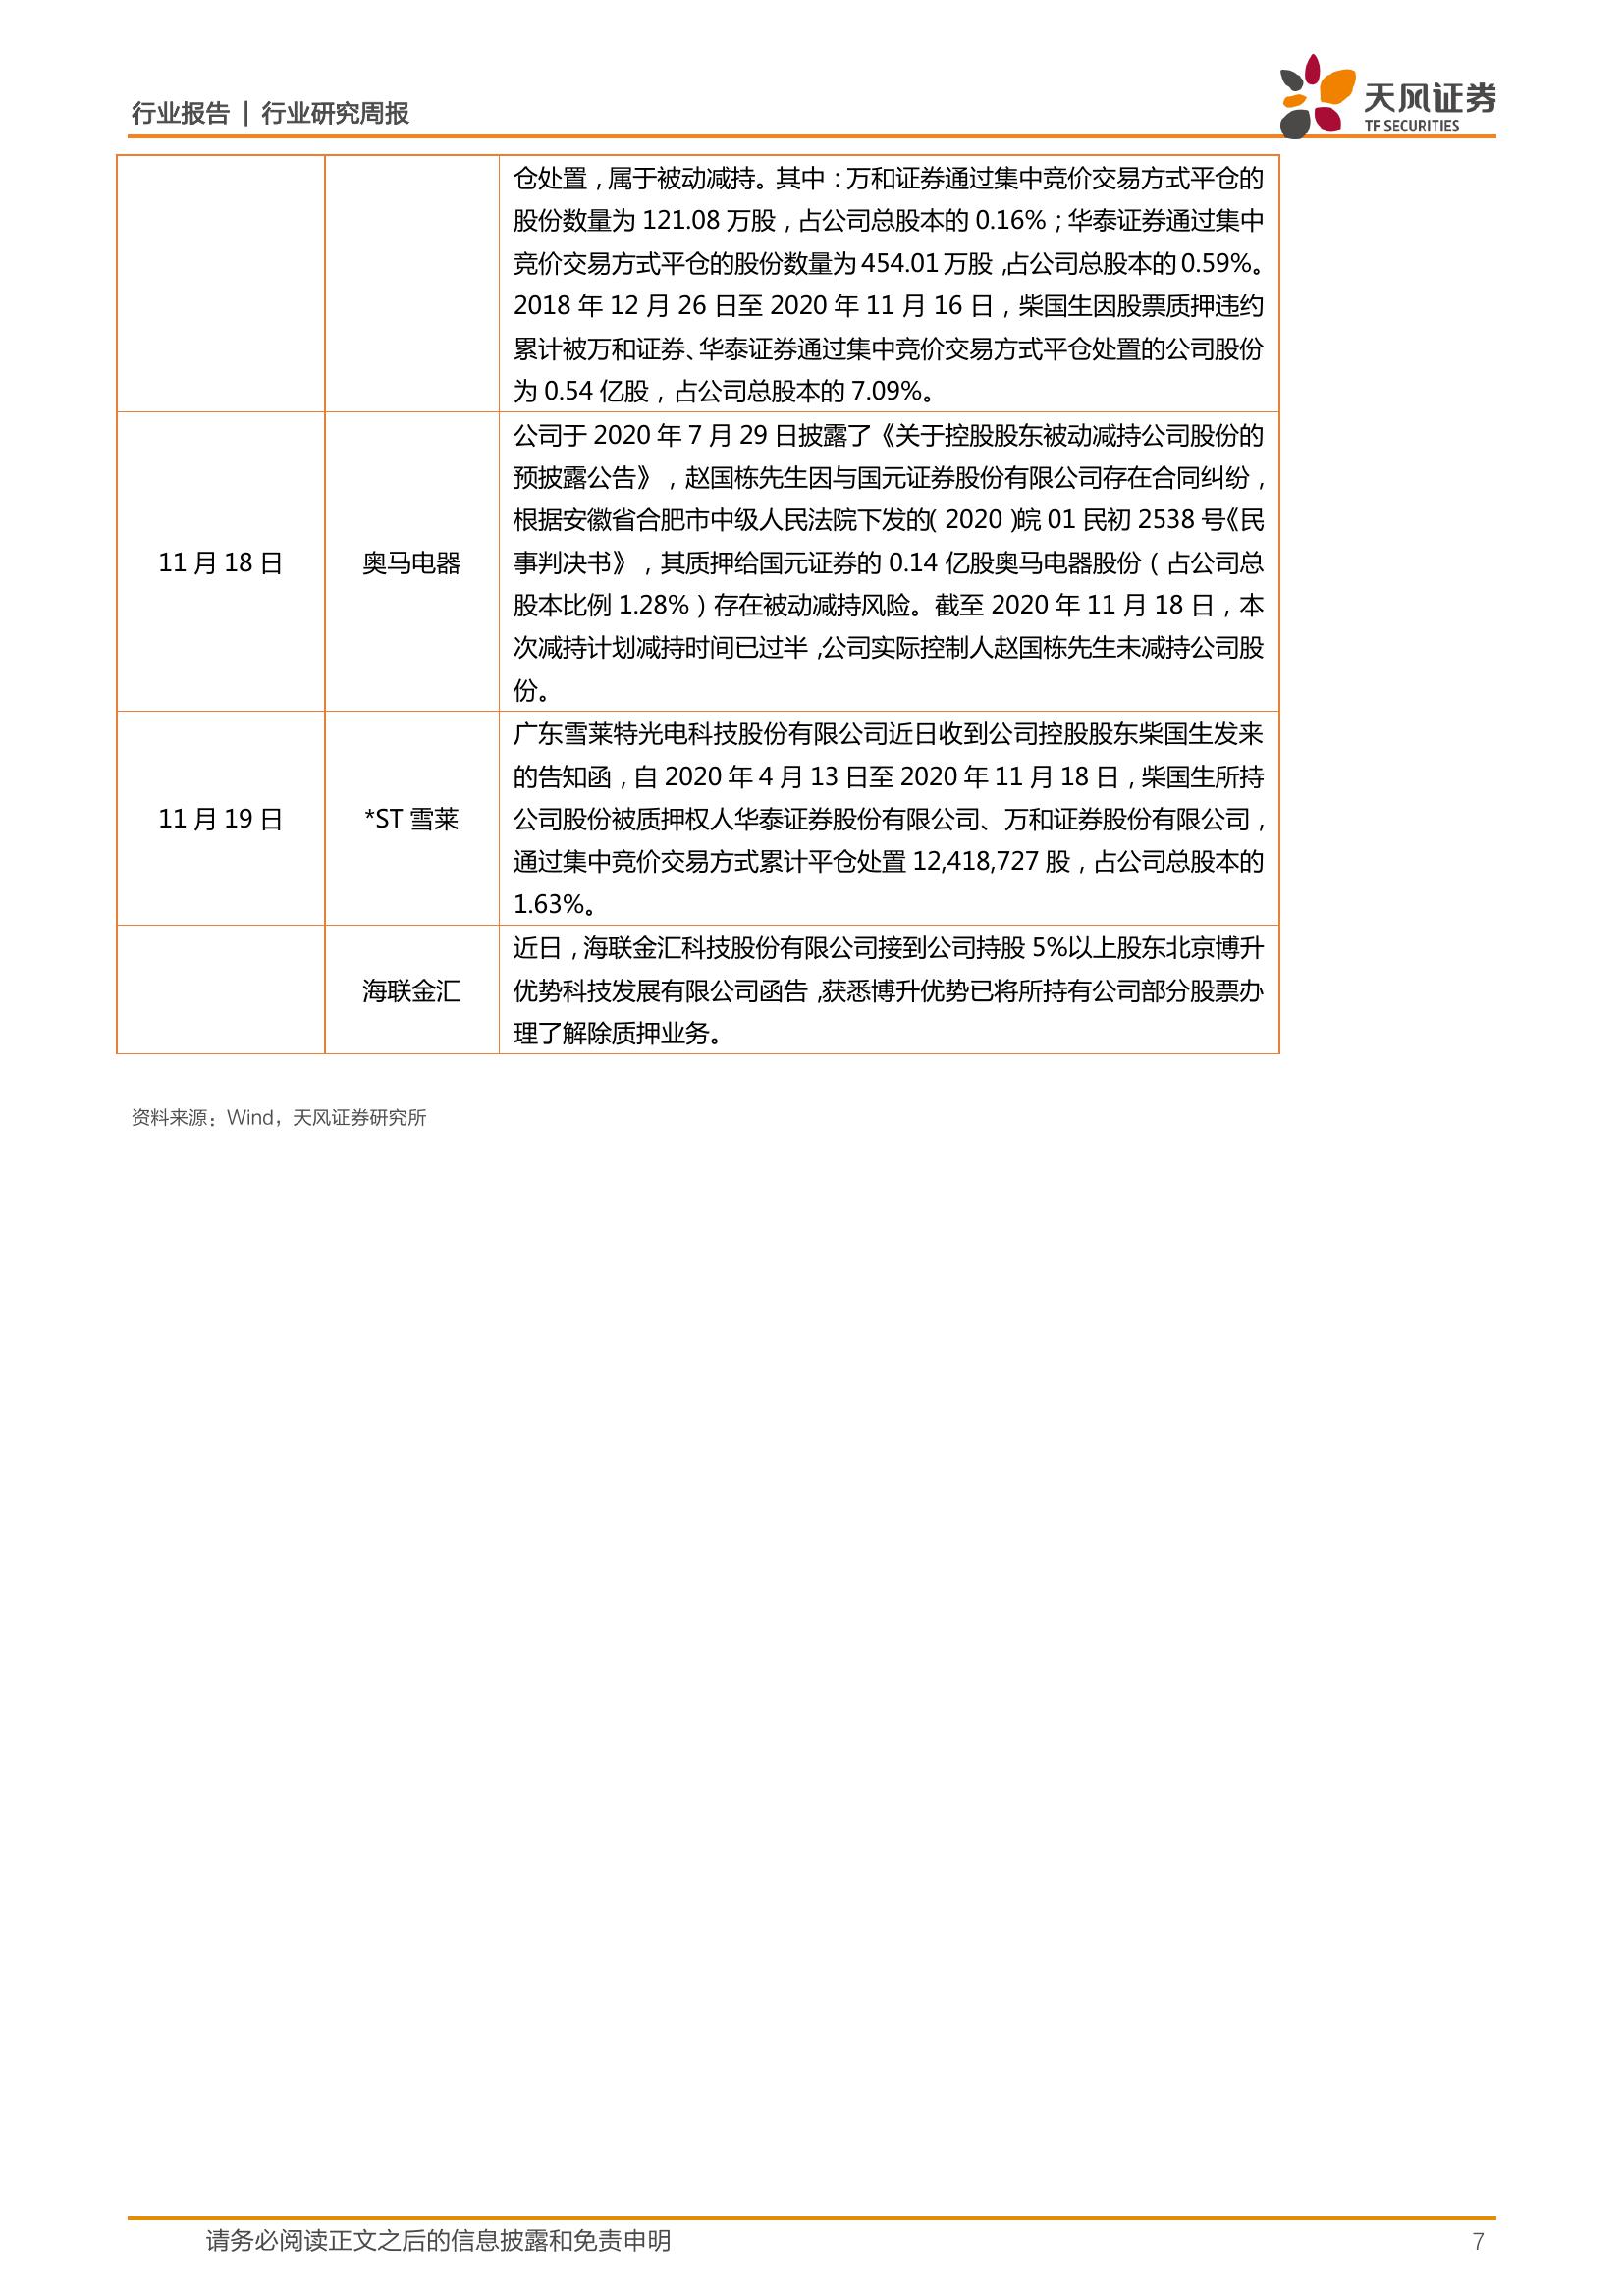 行业报告 | 行业研究周报
天风证券
TF SECURITIES
仓处置，属于被动减持。其中：万和证券通过集中竞价交易方式平仓的
股份数量为 121.08 万股，占公司总股本的 0.16%；华泰证券通过集中
竞价交易方式平仓的股份数量为 454.01 万股，占公司总股本的 0.59%。
2018 年 12 月 26 日至 2020 年 11 月 16 日，柴国生因股票质押违约
累计被万和证券、华泰证券通过集中竞价交易方式平仓处置的公司股份
为 0.54 亿股，占公司总股本的 7.09%。
11 月 18 日
奥马电器
公司于 2020 年 7 月 29 日披露了《关于控股股东被动减持公司股份的
预披露公告》，赵国栋先生因与国元证券股份有限公司存在合同纠纷，
根据安徽省合肥市中级人民法院下发的（2020）皖 01 民初 2538 号《民
事判决书》，其质押给国元证券的 0.14 亿股奥马电器股份（占公司总
股本比例 1.28%）存在被动减持风险。截至 2020 年 11 月 18 日，本
次减持计划减持时间已过半，公司实际控制人赵国栋先生未减持公司股
份。
11 月 19 日
*ST 雪莱
广东雪莱特光电科技股份有限公司近日收到公司控股股东柴国生发来
的告知函，自 2020 年 4 月 13 日至 2020 年 11 月 18 日，柴国生所持
公司股份被质押权人华泰证券股份有限公司、万和证券股份有限公司，
通过集中竞价交易方式累计平仓处置 12,418,727 股，占公司总股本的
1.63%。
海联金汇
近日，海联金汇科技股份有限公司接到公司持股 5%以上股东北京博升
优势科技发展有限公司函告，获悉博升优势已将所持有公司部分股票办
理了解除质押业务。
资料来源：Wind，天风证券研究所
请务必阅读正文之后的信息披露和免责申明
7